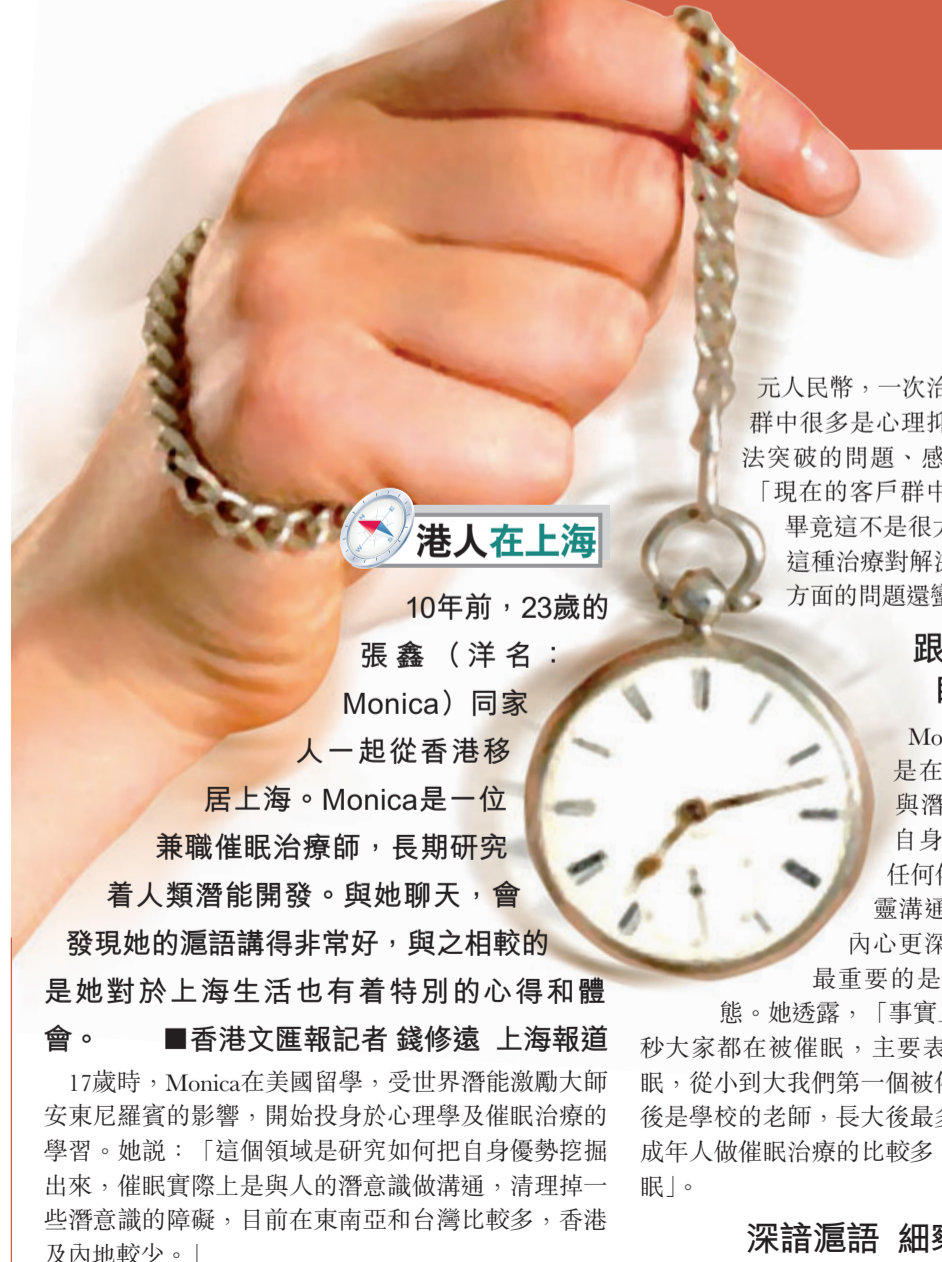 港人在上海
10年前，23歲的
張鑫（洋名：
Monica）同家
人一起從香港移
居上海。Monica是一位
兼職催眠治療師，長期研究
着人類潛能開發。與她聊天，會
發現她的滬語講得非常好，與之相較的
是她對於上海生活也有着特別的心得和體
會。 ■香港文匯報記者 錢修遠 上海報道
17歲時，Monica在美國留學，受世界潛能激勵大師
安東尼羅賓的影響，開始投身於心理學及催眠治療的
學習。她説：「這個領域是研究如何把自身優勢挖掘
出來，催眠實際上是與人的潛意識做溝通，清理掉一
些潛意識的障礙，目前在東南亞和台灣比較多，香港
及內地較少。」
元人民幣，一次治
群中很多是心理抑
法突破的問題、感
「現在的客戶群中
畢竟這不是很大
這種治療對解決
方面的問題還蠻
跟
Mo
是在
與潛
自身
任何
靈溝通
內心更深
最重要的是
態。她透露，「事實上
秒大家都在被催眠，主要表
眠，從小到大我們第一個被催
後是學校的老師，長大後最多
成年人做催眠治療的比較多，
眠」。
深諳滬語 細察